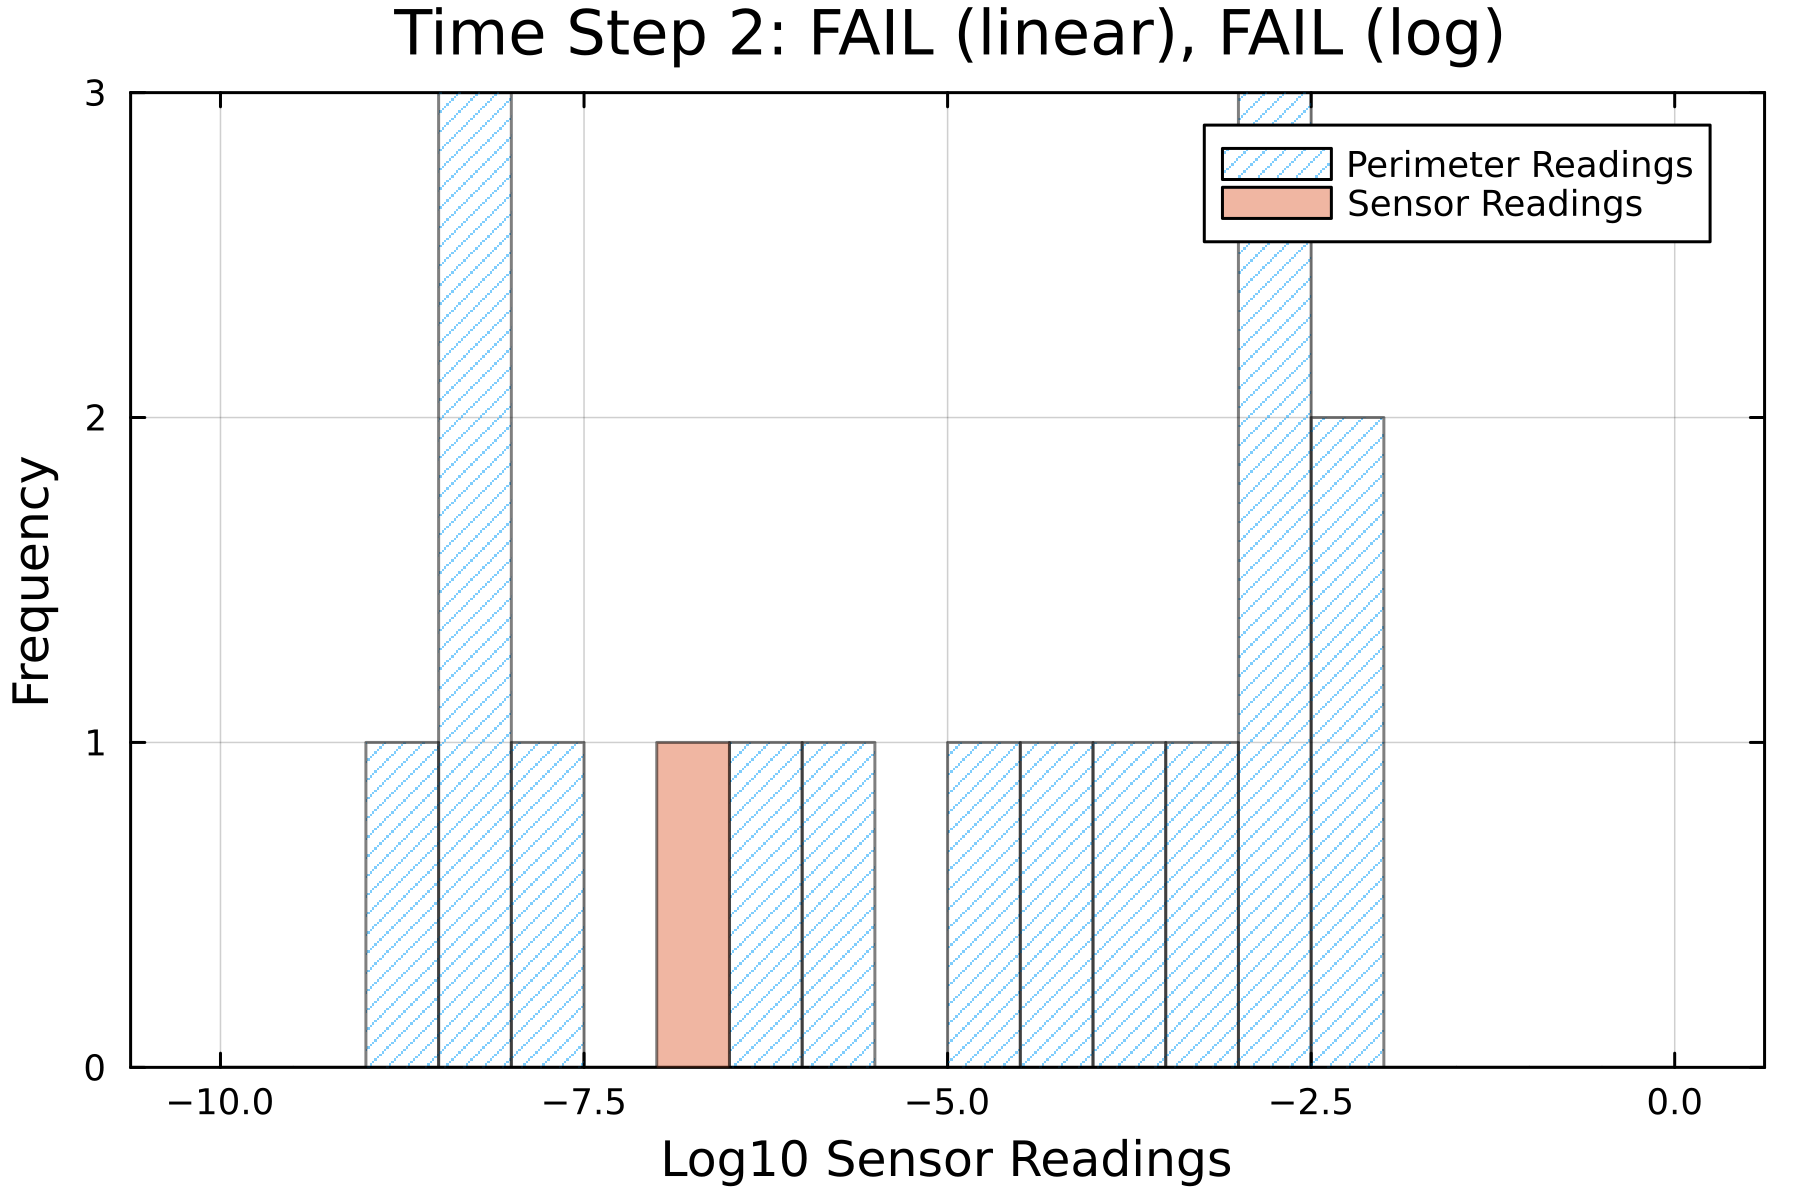 Time Step 2: FAIL (linear), FAIL (log)
3
Perimeter Readings
Sensor Readings
2
Frequency
1
0
−10.0 −7.5 −5.0 −2.5 0.0
Log10 Sensor Readings